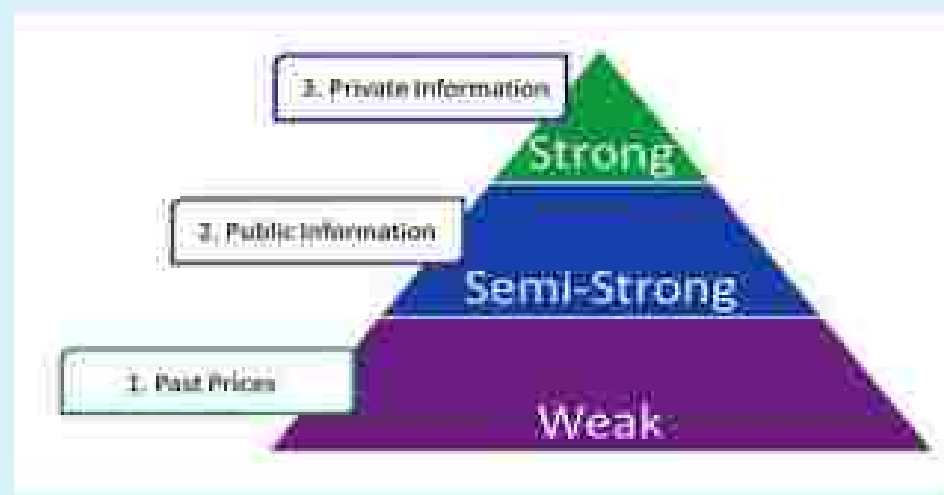 3. Private Information
Strong
2. Public Information
Semi-Strong
1. Past Prices
Weak